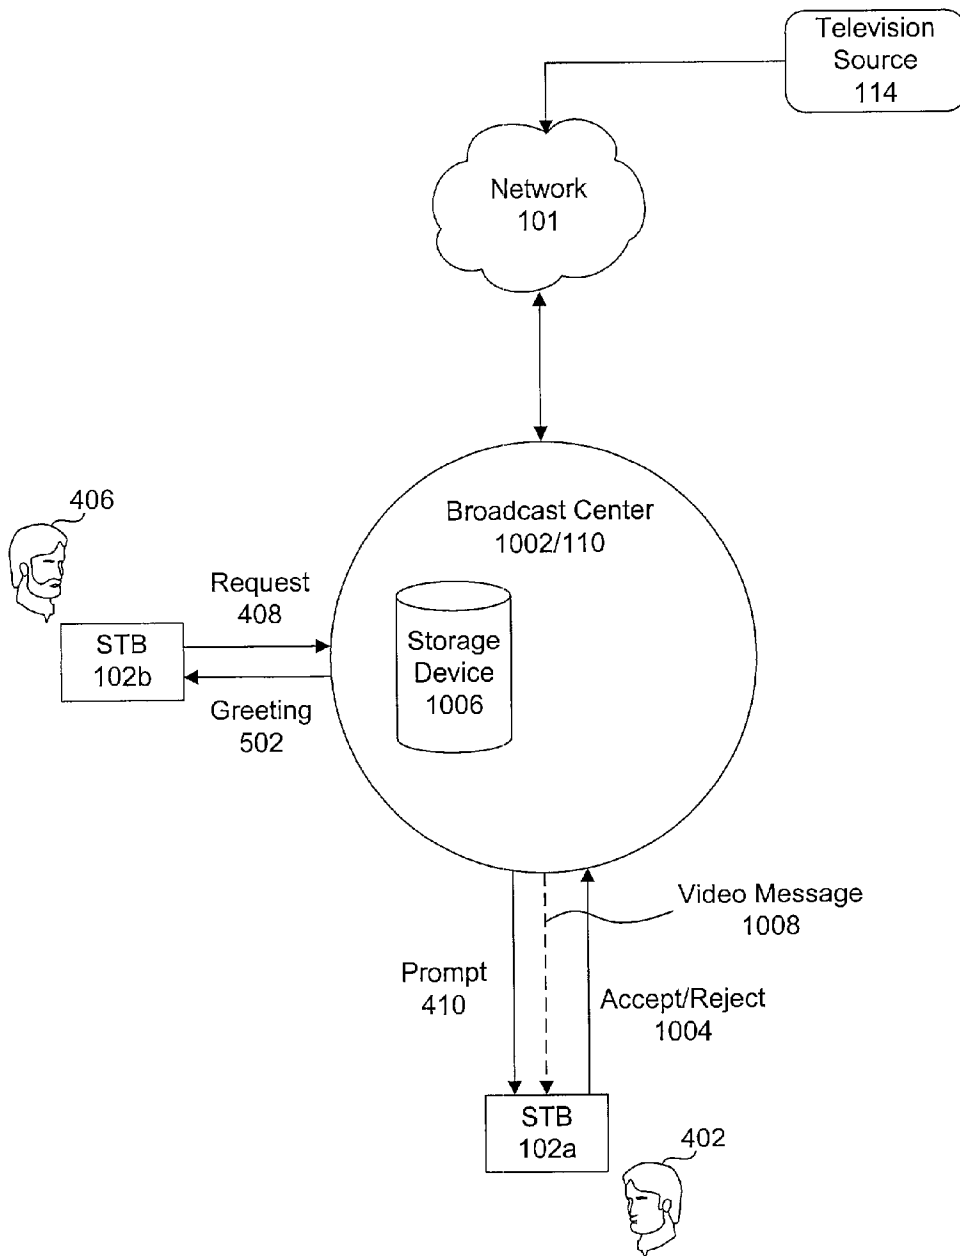 Television
Source
114
Network
101
406
Broadcast Center
1002/110
Request
408
STB
102b
Storage
Device
1006
Greeting
502
Video Message
1008
Prompt
410
Accept/Reject
1004
STB
102a
402